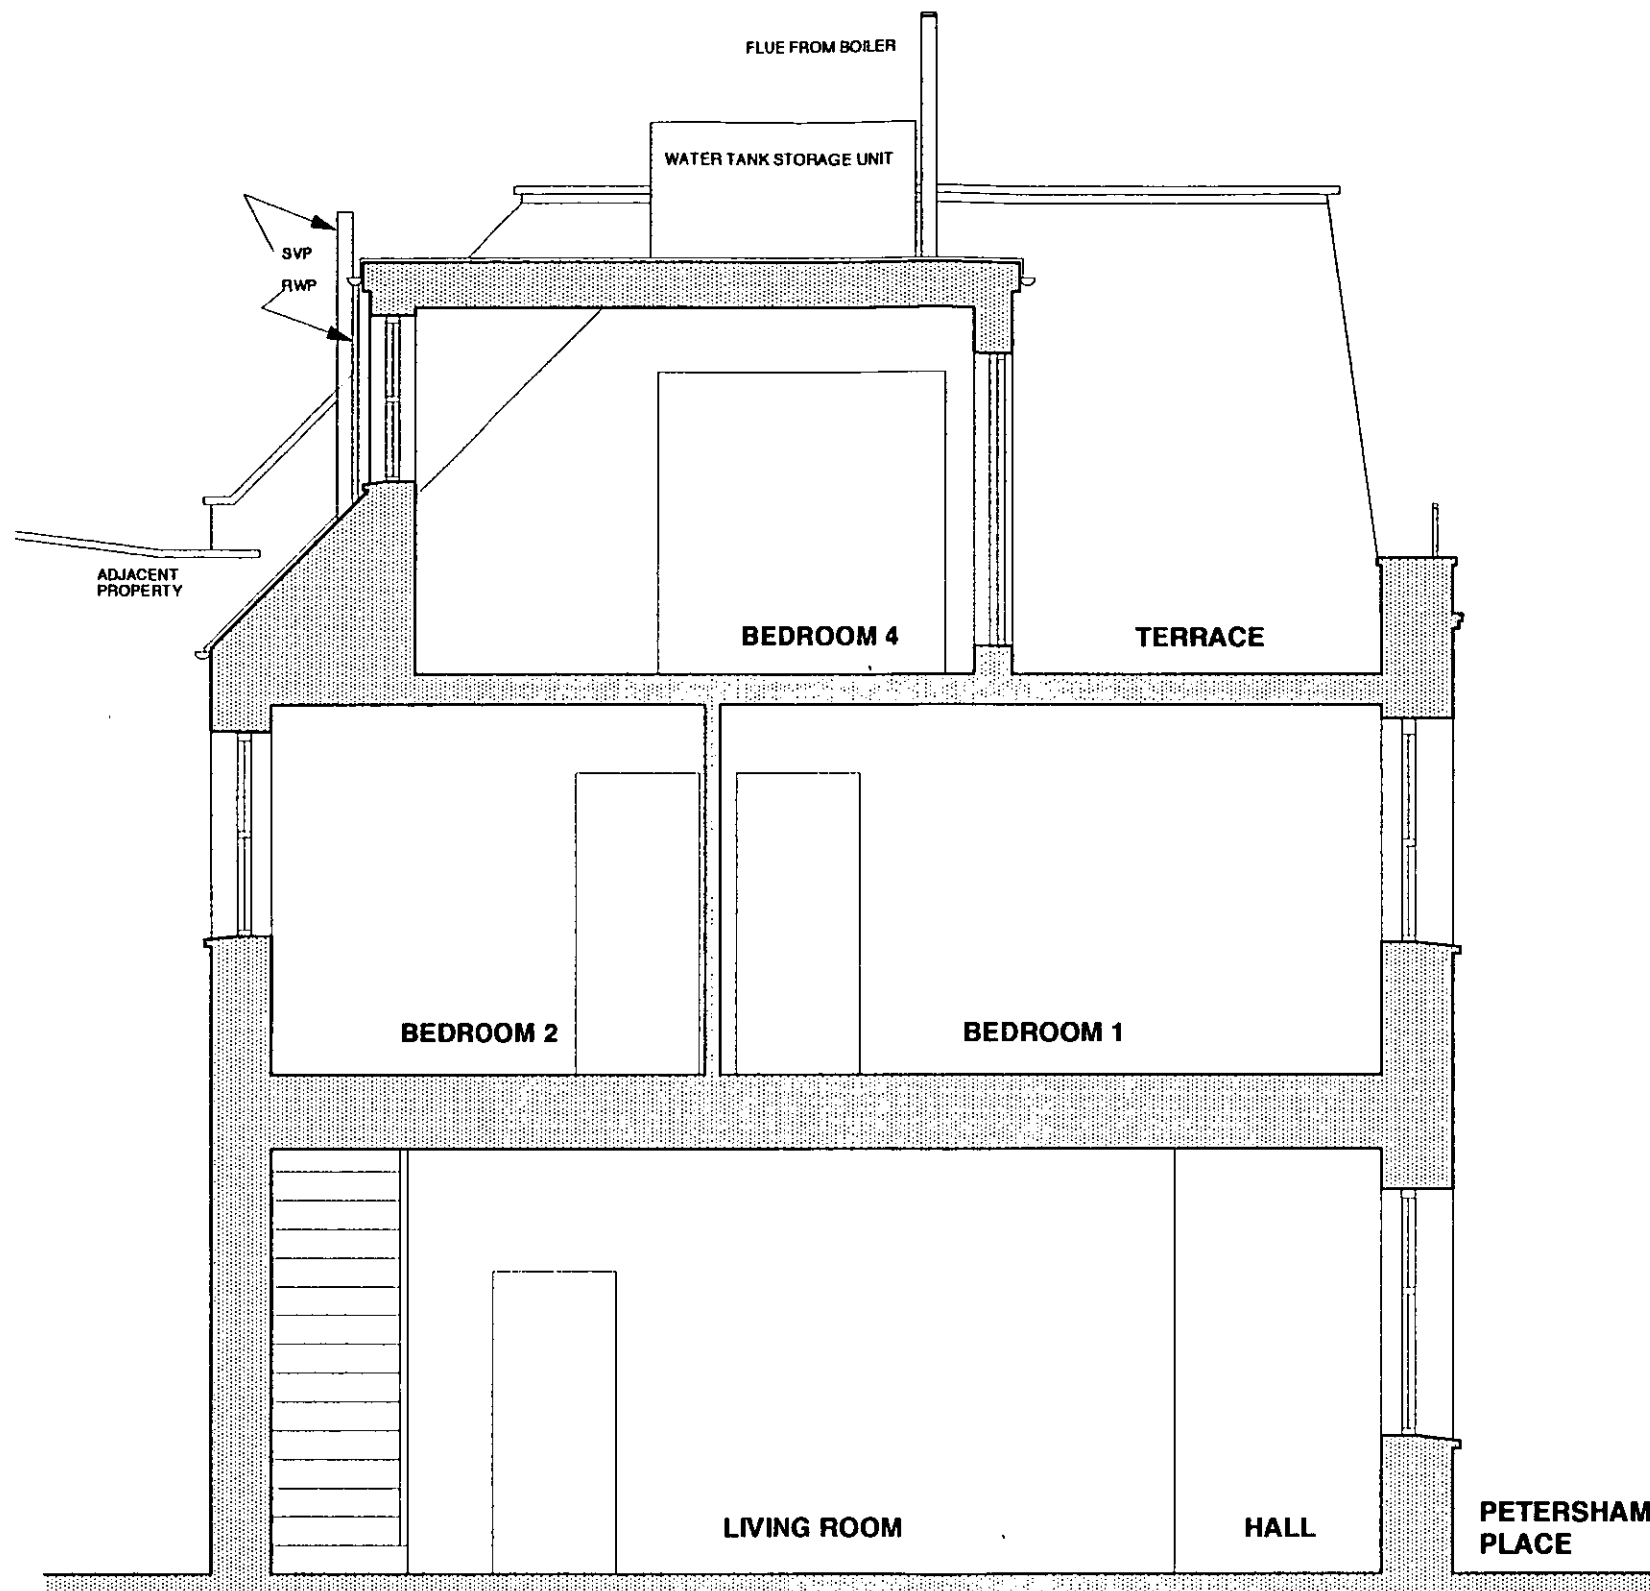 FLUE FROM BOILER
WATER TANK STORAGE UNIT
SVP
RWP
ADJACENT
PROPERTY
BEDROOM 4
TERRACE
BEDROOM 2
BEDROOM 1
LIVING ROOM
HALL
PETERSHAM
PLACE